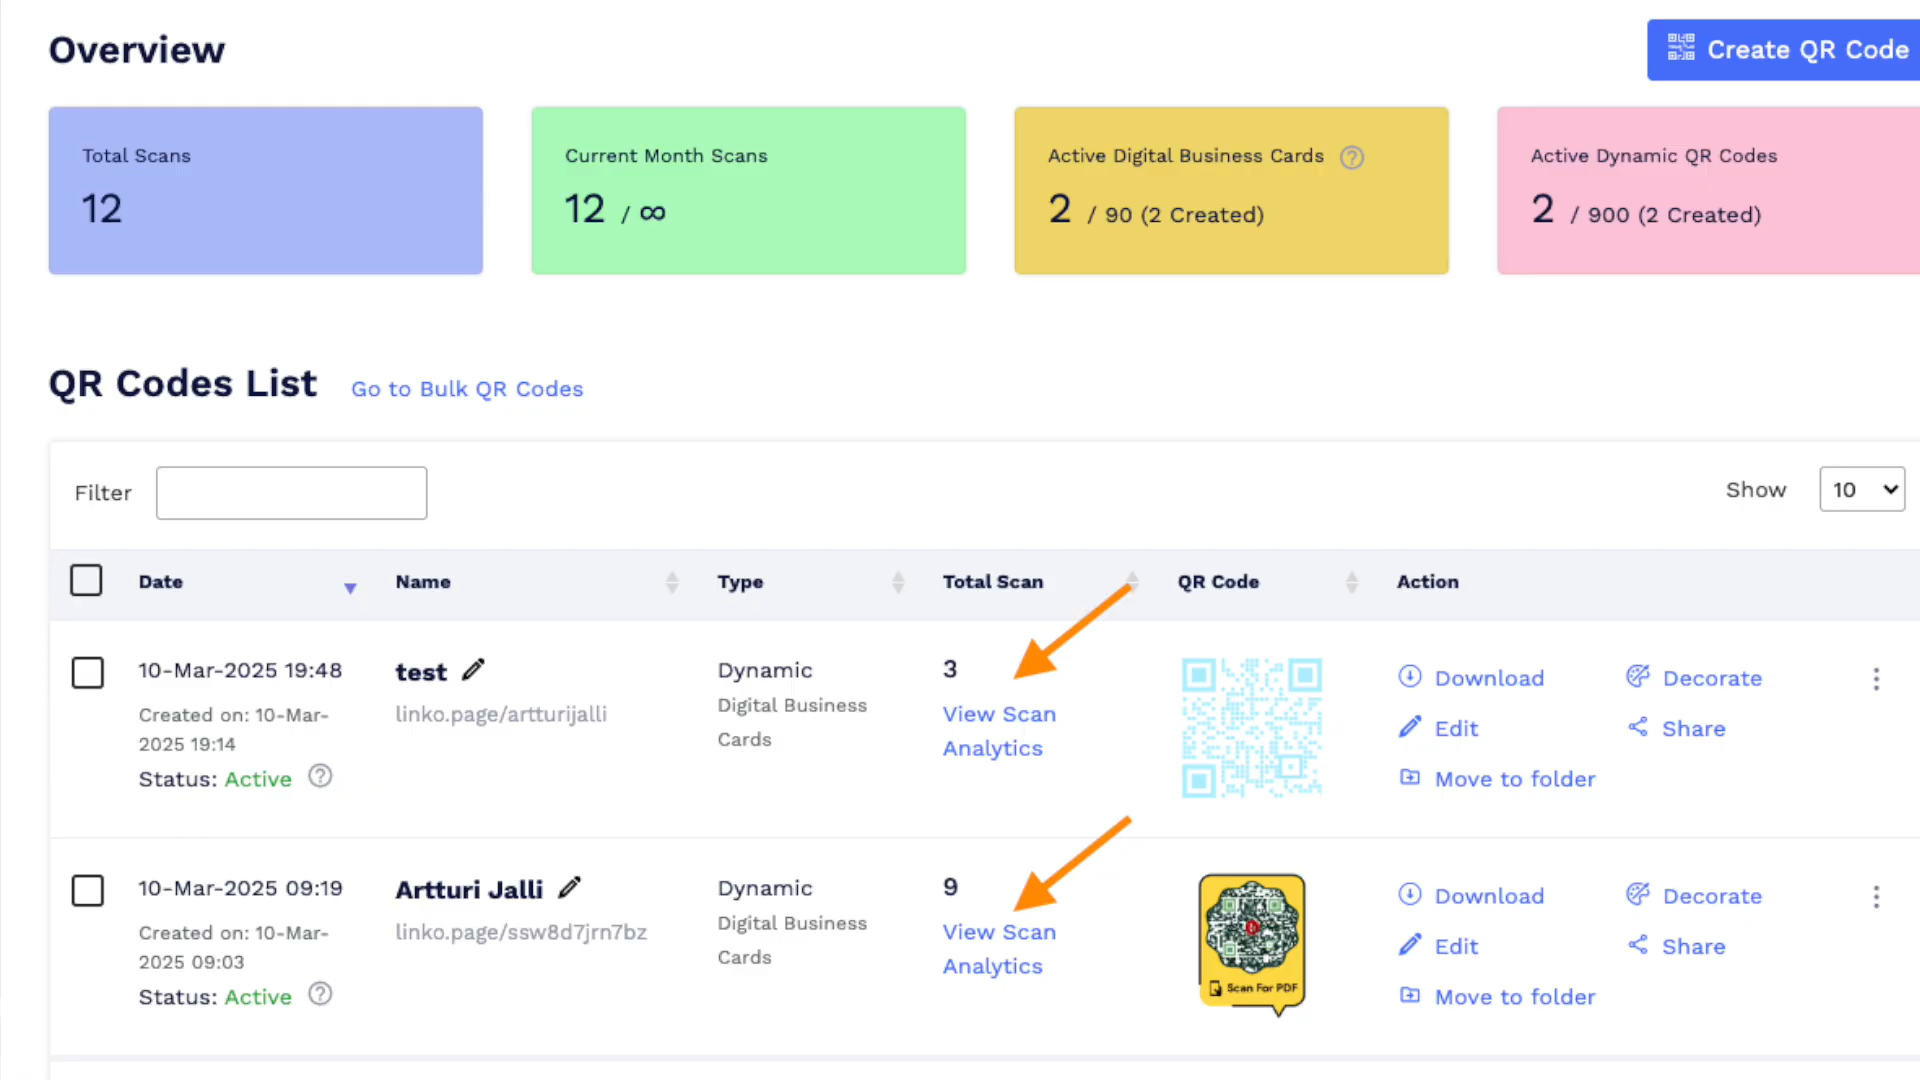 Overview
Create QR Code
Total Scans
12
Current Month Scans
12 / ∞
Active Digital Business Cards ?
2 / 90 (2 Created)
Active Dynamic QR Codes
2 / 900 (2 Created)
QR Codes List
Go to Bulk QR Codes
Filter
Show 10
Date Name Type Total Scan QR Code Action
10-Mar-2025 19:48
Created on: 10-Mar-
2025 19:14
Status: Active ?
test
linko.page/artturijalli
Dynamic
Digital Business
Cards
3
View Scan
Analytics
Download
Decorate
Edit
Share
Move to folder
10-Mar-2025 09:19
Created on: 10-Mar-
2025 09:03
Status: Active ?
Artturi Jalli
linko.page/ssw8d7jrn7bz
Dynamic
Digital Business
Cards
9
View Scan
Analytics
Scan For PDF
Download
Decorate
Edit
Share
Move to folder